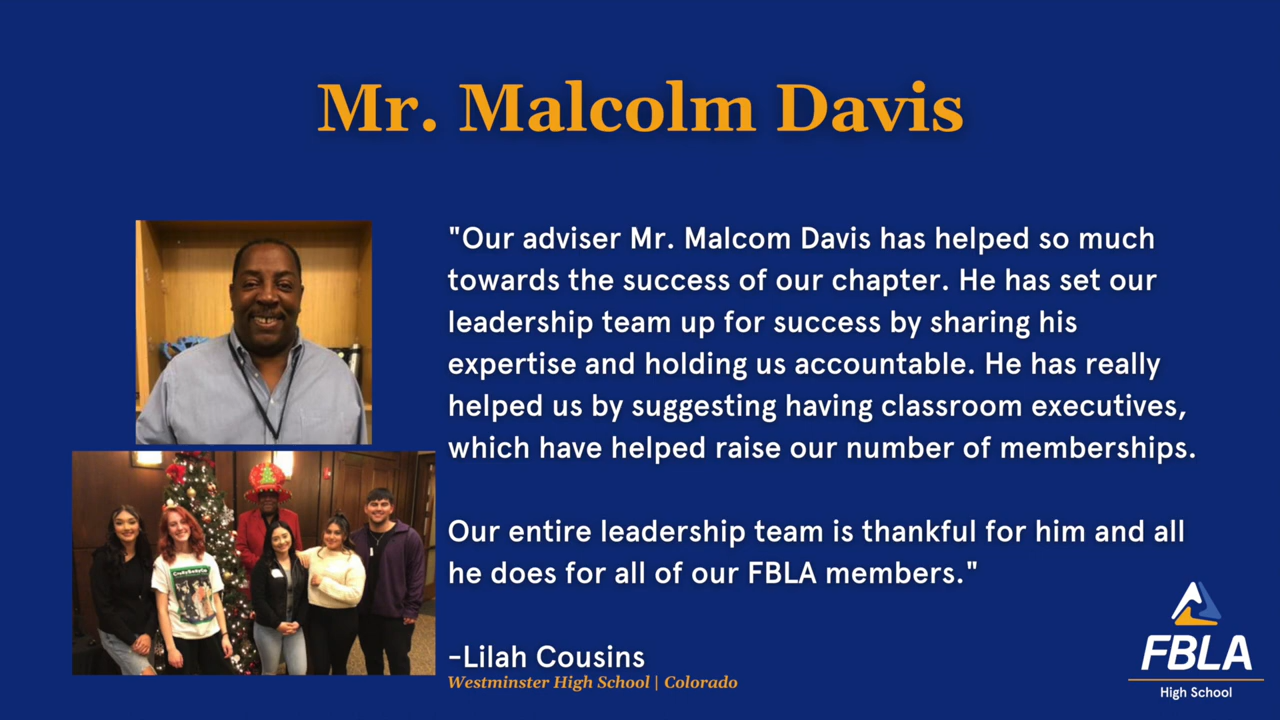 Mr. Malcolm Davis
"Our adviser Mr. Malcom Davis has helped so much
towards the success of our chapter. He has set our
leadership team up for success by sharing his
expertise and holding us accountable. He has really
helped us by suggesting having classroom executives,
which have helped raise our number of memberships.
Our entire leadership team is thankful for him and all
he does for all of our FBLA members."
-Lilah Cousins
Westminster High School | Colorado
FBLA
High School